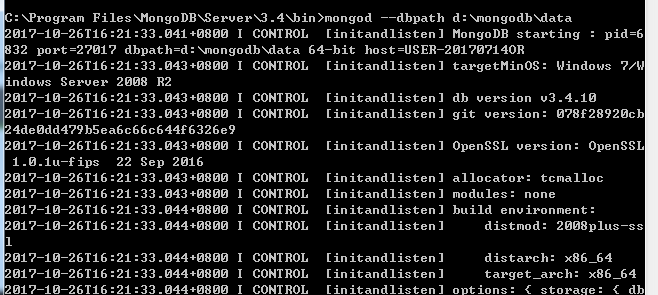 C:\Program Files\MongoDB\Server\3.4\bin>mongod --dbpath d:\mongodb\data
2017-10-26T16:21:33.041+0800 I CONTROL  [initandlisten] MongoDB starting : pid=6
832 port=27017 dbpath=d:\mongodb\data 64-bit host=USER-20170714OR
2017-10-26T16:21:33.043+0800 I CONTROL  [initandlisten] targetMinOS: Windows 7/W
indows Server 2008 R2
2017-10-26T16:21:33.043+0800 I CONTROL  [initandlisten] db version v3.4.10
2017-10-26T16:21:33.043+0800 I CONTROL  [initandlisten] git version: 078f28920cb
24de0dd479b5ea6c66c644f6326e9
2017-10-26T16:21:33.043+0800 I CONTROL  [initandlisten] OpenSSL version: OpenSSL
 1.0.1u-fips  22 Sep 2016
2017-10-26T16:21:33.043+0800 I CONTROL  [initandlisten] allocator: tcmalloc
2017-10-26T16:21:33.043+0800 I CONTROL  [initandlisten] modules: none
2017-10-26T16:21:33.044+0800 I CONTROL  [initandlisten] build environment:
2017-10-26T16:21:33.044+0800 I CONTROL  [initandlisten]     distmod: 2008plus-ss
l
2017-10-26T16:21:33.044+0800 I CONTROL  [initandlisten]     distarch: x86_64
2017-10-26T16:21:33.044+0800 I CONTROL  [initandlisten]     target_arch: x86_64
2017-10-26T16:21:33.044+0800 I CONTROL  [initandlisten] options: { storage: { db